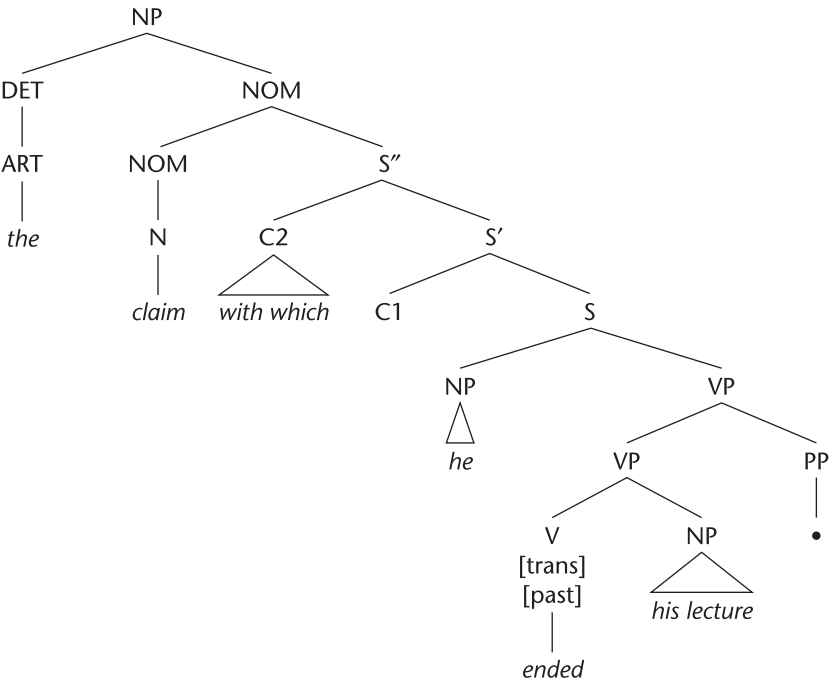 NP
DET NOM
ART NOM S″
the N C2 S′
claim with which C1 S
NP VP
he VP PP
V NP •
[trans]
[past] his lecture
ended